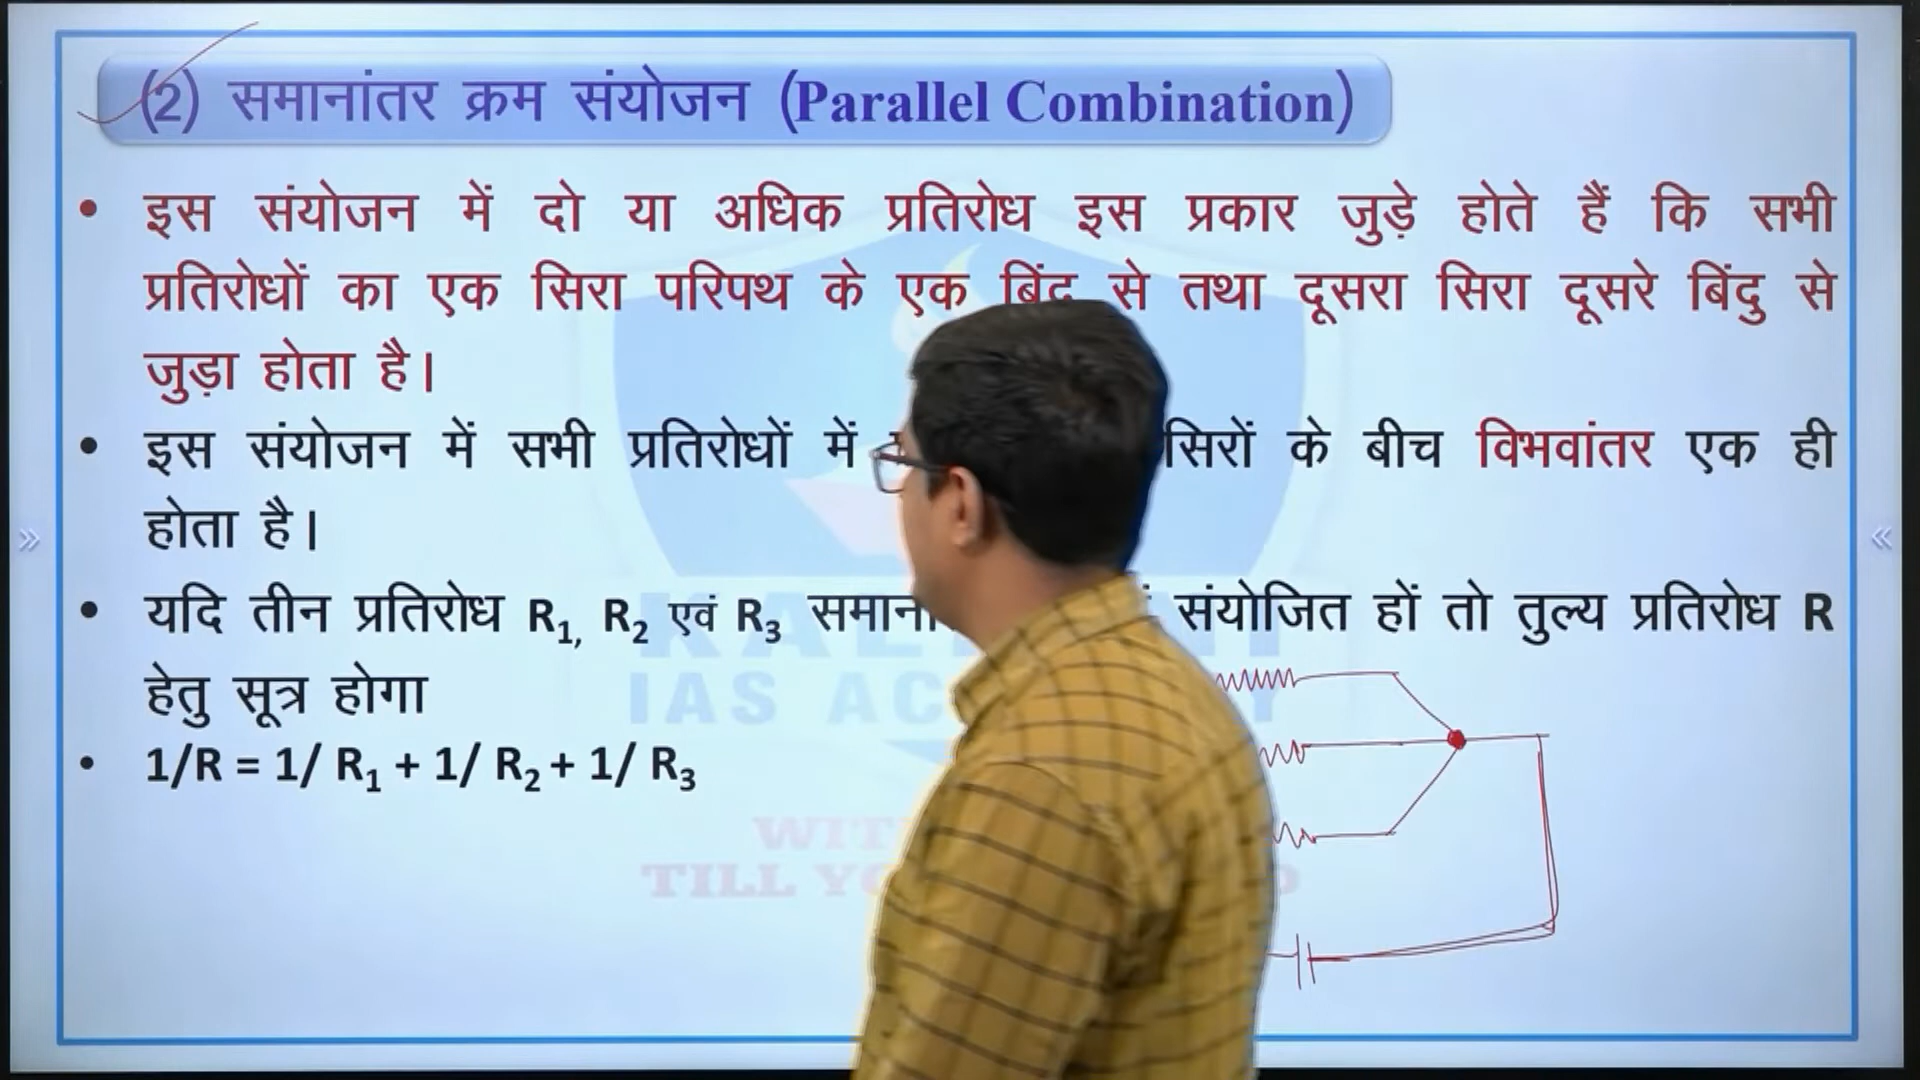 (2) समानांतर क्रम संयोजन (Parallel Combination)
• इस संयोजन में दो या अधिक प्रतिरोध इस प्रकार जुड़े होते हैं कि सभी
प्रतिरोधों का एक सिरा परिपथ के एक बिंदु से तथा दूसरा सिरा दूसरे बिंदु से
जुड़ा होता है।
• इस संयोजन में सभी प्रतिरोधों में सिरों के बीच विभवांतर एक ही
होता है।
• यदि तीन प्रतिरोध R1, R2 एवं R3 संयोजित हों तो तुल्य प्रतिरोध R
हेतु सूत्र होगा
IAS
• 1/R = 1/ R1 + 1/ R2 + 1/ R3
TILL